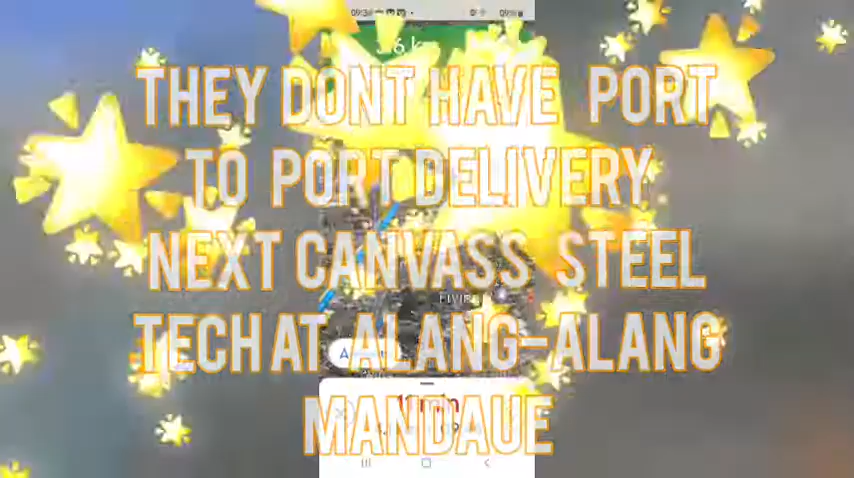 THEY DONT HAVE PORT
TO PORT DELIVERY
NEXT CANVASS STEEL
TECH AT ALANG-ALANG
MANDAUE